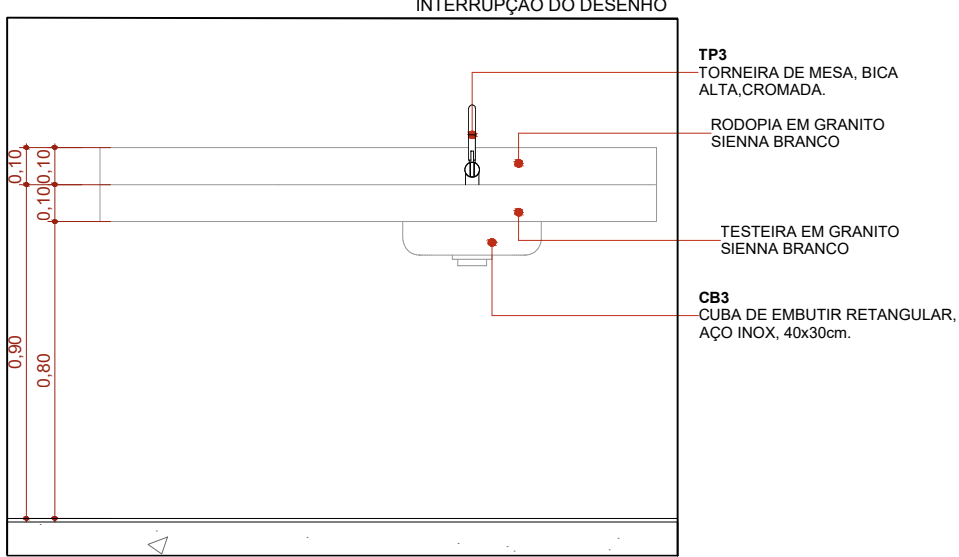 INTERRUPÇÃO DO DESENHO
TP3
TORNEIRA DE MESA, BICA
ALTA,CROMADA.
RODOPIA EM GRANITO
SIENNA BRANCO
TESTEIRA EM GRANITO
SIENNA BRANCO
CB3
CUBA DE EMBUTIR RETANGULAR,
AÇO INOX, 40x30cm.
0,10
0,10
0,10
0,90
0,80